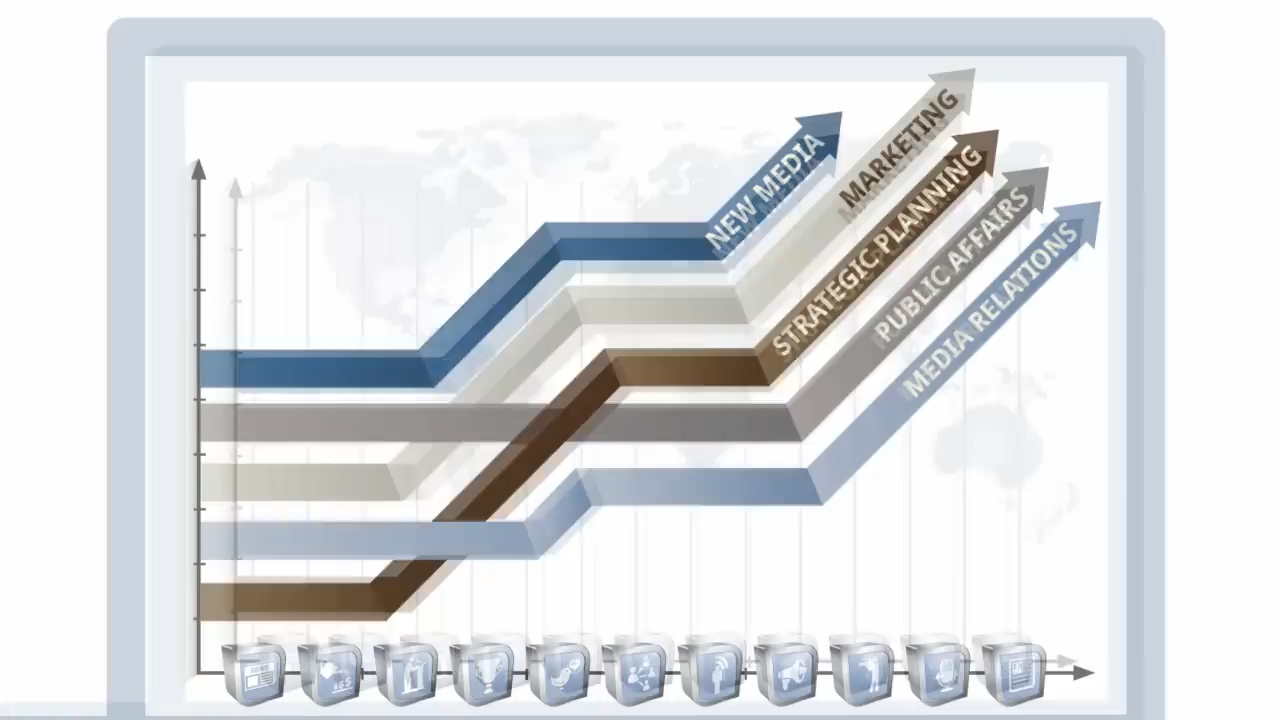 NEW MEDIA
MARKETING
STRATEGIC PLANNING
PUBLIC AFFAIRS
MEDIA RELATIONS